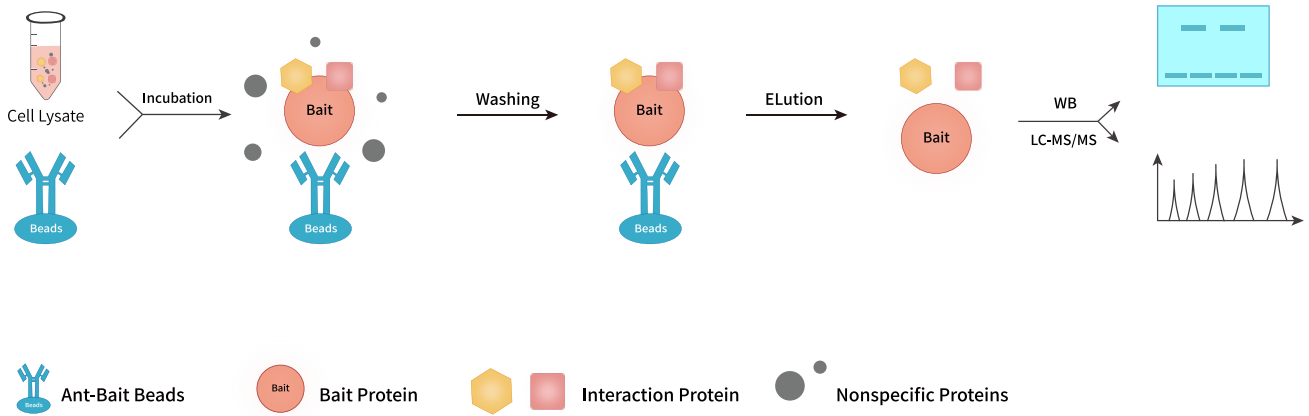 Cell Lysate
Beads
Incubation
Bait
Beads
Washing
Bait
Beads
ELution
Bait
WB
LC-MS/MS
Beads
Ant-Bait Beads
Bait
Bait Protein
Interaction Protein
Nonspecific Proteins